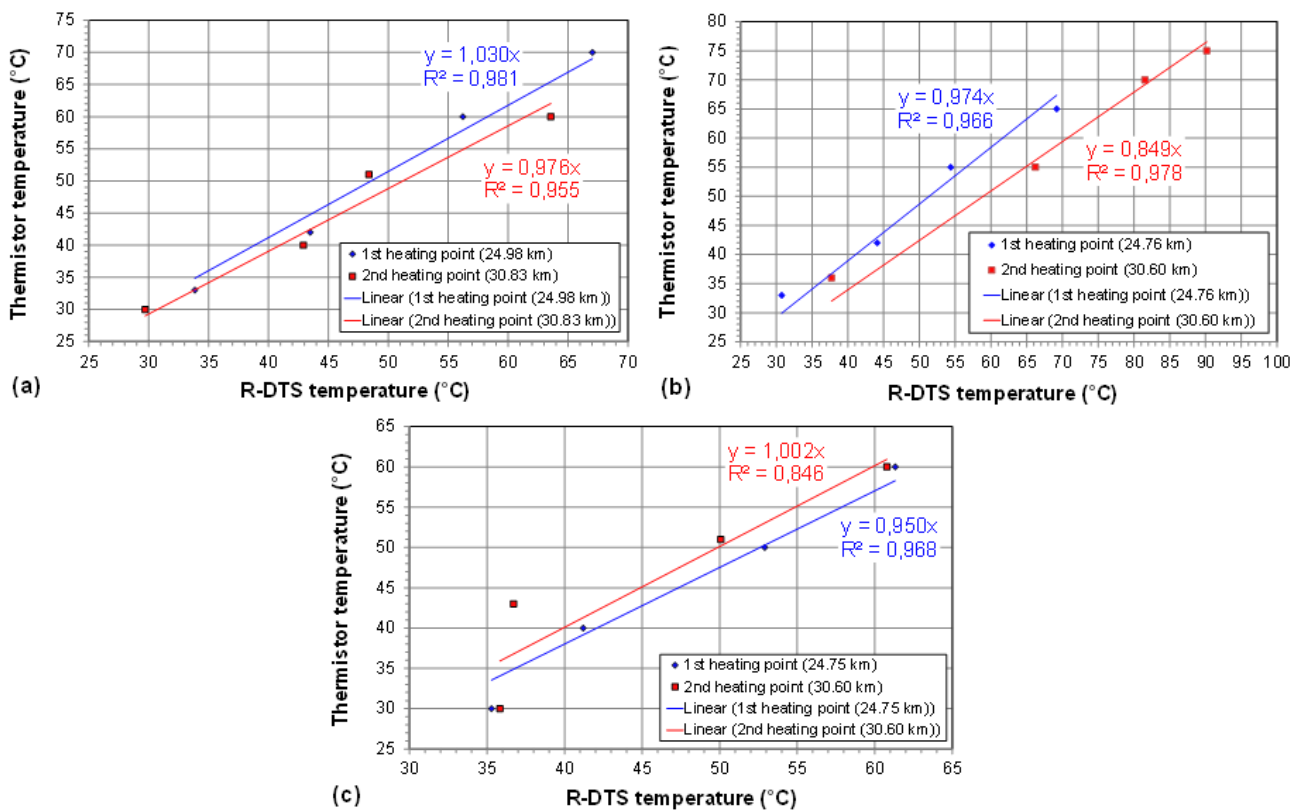 75
70
65
60
55
50
45
40
35
30
25
Thermistor temperature (°C)
y = 1,030x
R² = 0,981
y = 0,976x
R² = 0,955
1st heating point (24.98 km)
2nd heating point (30.83 km)
Linear (1st heating point (24.98 km))
Linear (2nd heating point (30.83 km))
25 30 35 40 45 50 55 60 65 70
R-DTS temperature (°C)
(a)
80
75
70
65
60
55
50
45
40
35
30
25
Thermistor temperature (°C)
y = 0,974x
R² = 0,966
y = 0,849x
R² = 0,978
1st heating point (24.76 km)
2nd heating point (30.60 km)
Linear (1st heating point (24.76 km))
Linear (2nd heating point (30.60 km))
25 30 35 40 45 50 55 60 65 70 75 80 85 90 95 100
R-DTS temperature (°C)
(b)
65
60
55
50
45
40
35
30
25
Thermistor temperature (°C)
y = 1,002x
R² = 0,846
y = 0,950x
R² = 0,968
1st heating point (24.75 km)
2nd heating point (30.60 km)
Linear (1st heating point (24.75 km))
Linear (2nd heating point (30.60 km))
30 35 40 45 50 55 60 65
R-DTS temperature (°C)
(c)